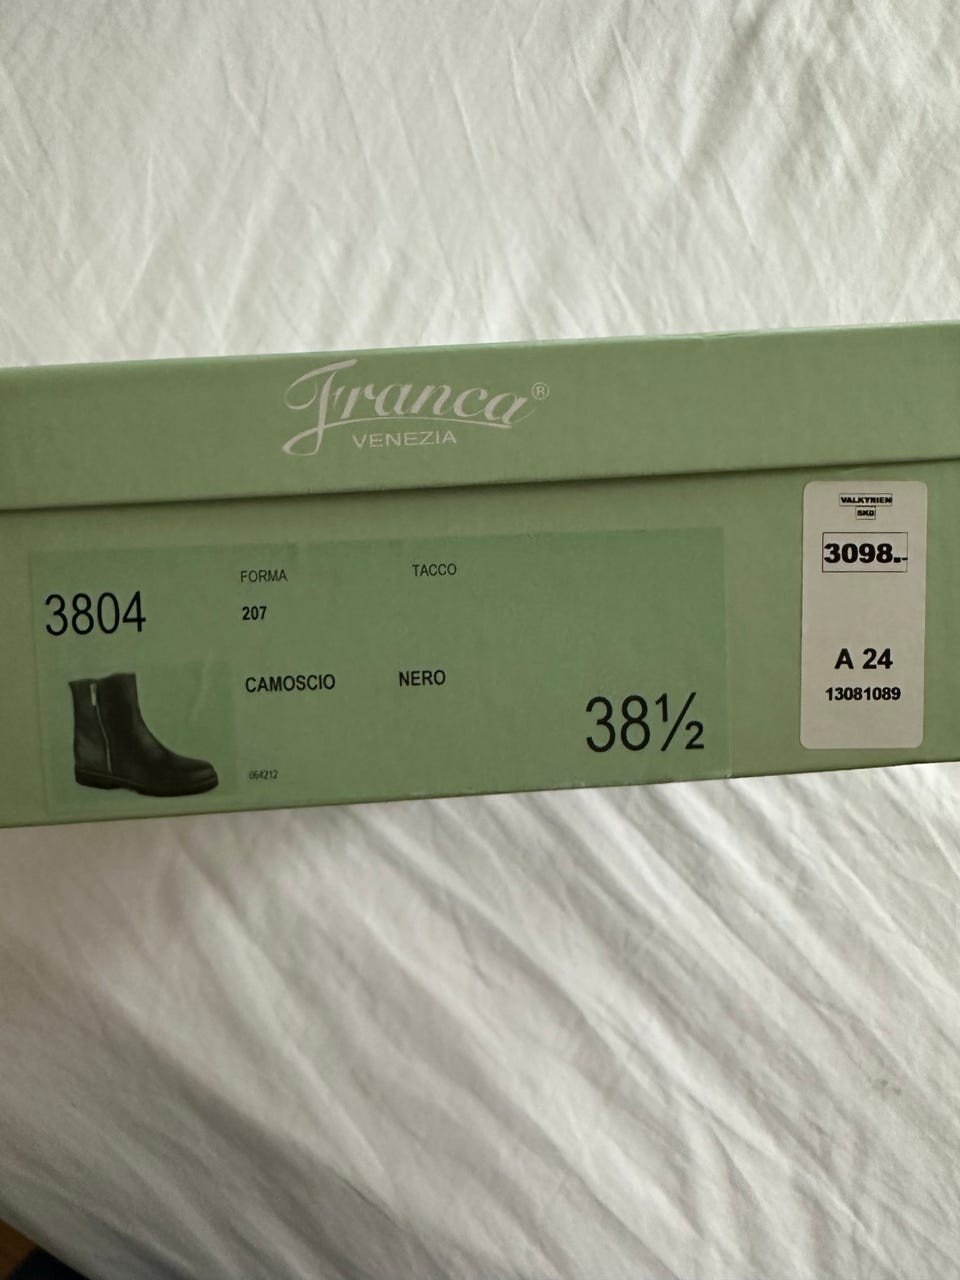 Franca®
VENEZIA
VALKYRIEN
SKO
3098.-
A 24
13081089
3804
FORMA
TACCO
207
CAMOSCIO
NERO
38½
064212